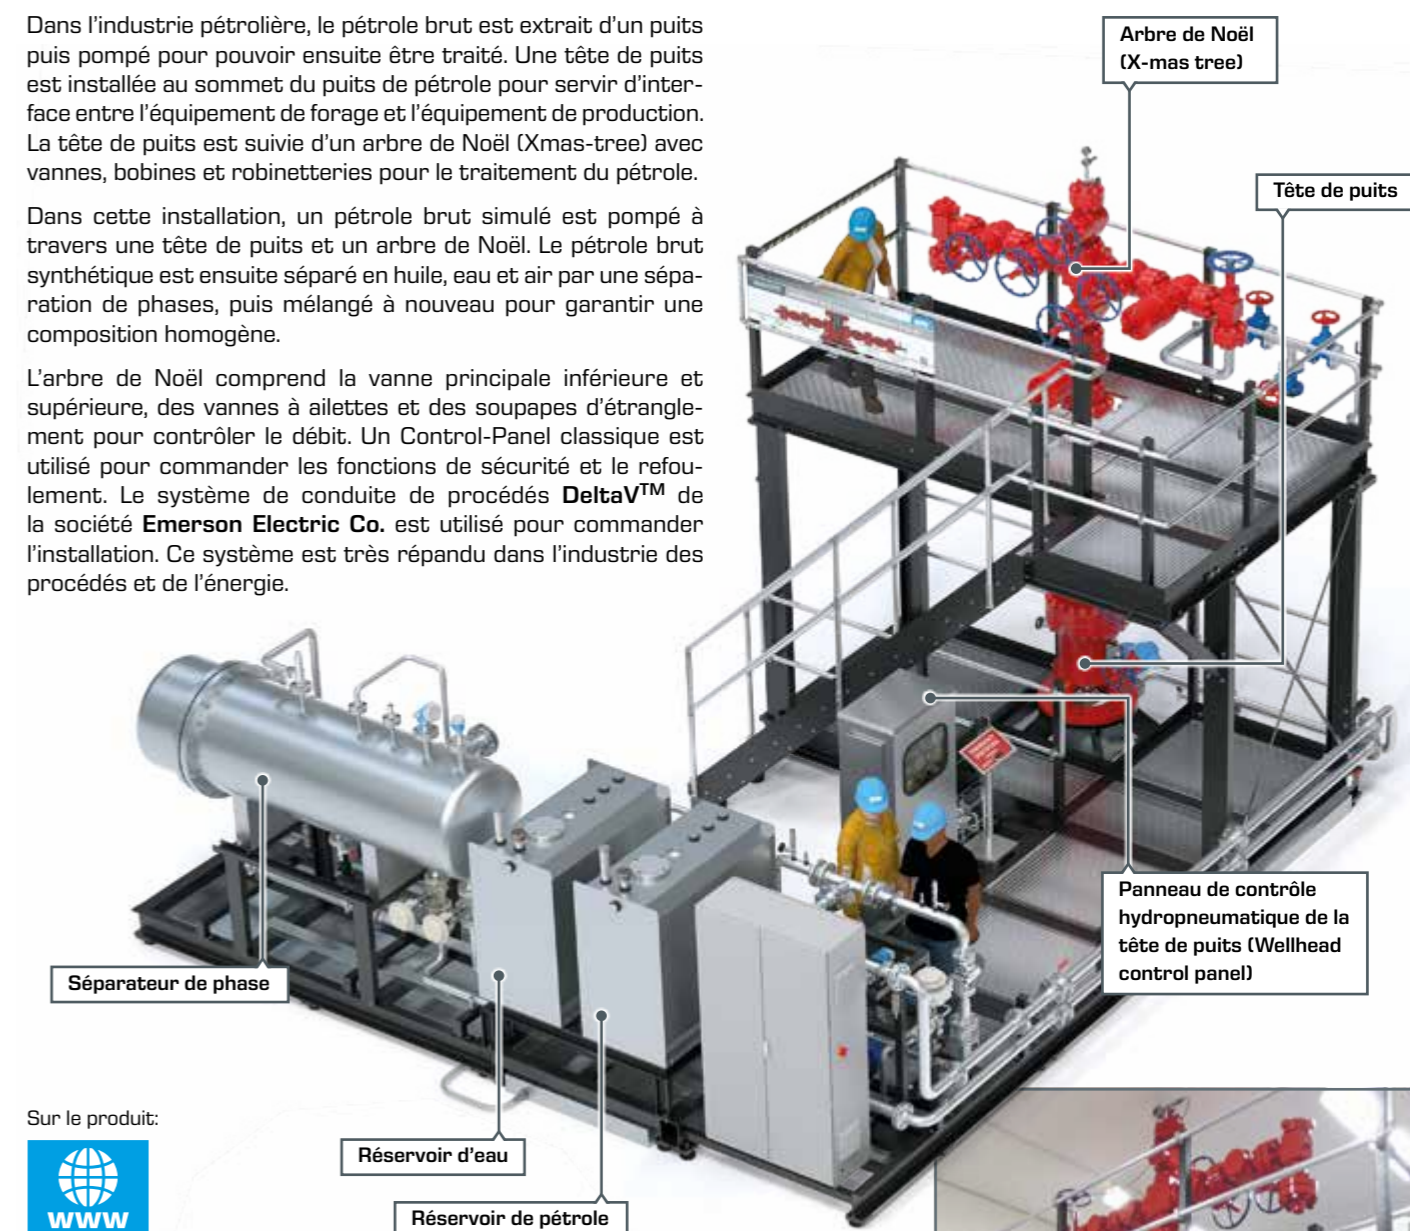 Dans l'industrie pétrolière, le pétrole brut est extrait d'un puits
puis pompé pour pouvoir ensuite être traité. Une tête de puits
est installée au sommet du puits de pétrole pour servir d'inter-
face entre l'équipement de forage et l'équipement de production.
La tête de puits est suivie d'un arbre de Noël (Xmas-tree) avec
vannes, bobines et robinetteries pour le traitement du pétrole.
Dans cette installation, un pétrole brut simulé est pompé à
travers une tête de puits et un arbre de Noël. Le pétrole brut
synthétique est ensuite séparé en huile, eau et air par une sépa-
ration de phases, puis mélangé à nouveau pour garantir une
composition homogène.
L'arbre de Noël comprend la vanne principale inférieure et
supérieure, des vannes à ailettes et des soupapes d'étrangle-
ment pour contrôler le débit. Un Control-Panel classique est
utilisé pour commander les fonctions de sécurité et le refou-
lement. Le système de conduite de procédés DeltaV™ de
la société Emerson Electric Co. est utilisé pour commander
l'installation. Ce système est très répandu dans l'industrie des
procédés et de l'énergie.
Arbre de Noël
(X-mas tree)
Tête de puits
Panneau de contrôle
hydropneumatique de la
tête de puits (Wellhead
control panel)
Séparateur de phase
Réservoir d'eau
Réservoir de pétrole
Sur le produit:
www